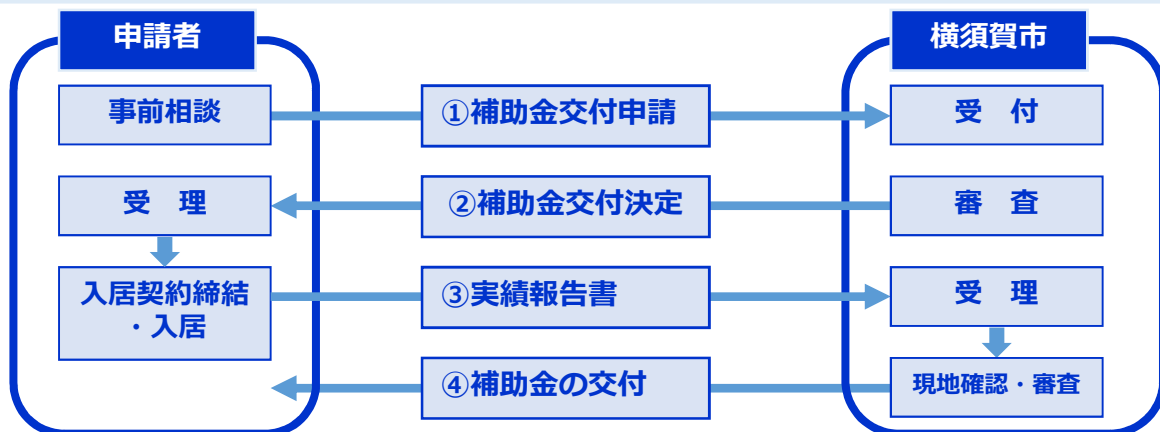 申請者
横須賀市
事前相談
①補助金交付申請
受　付
受　理
②補助金交付決定
審　査
入居契約締結
・入居
③実績報告書
受　理
④補助金の交付
現地確認・審査